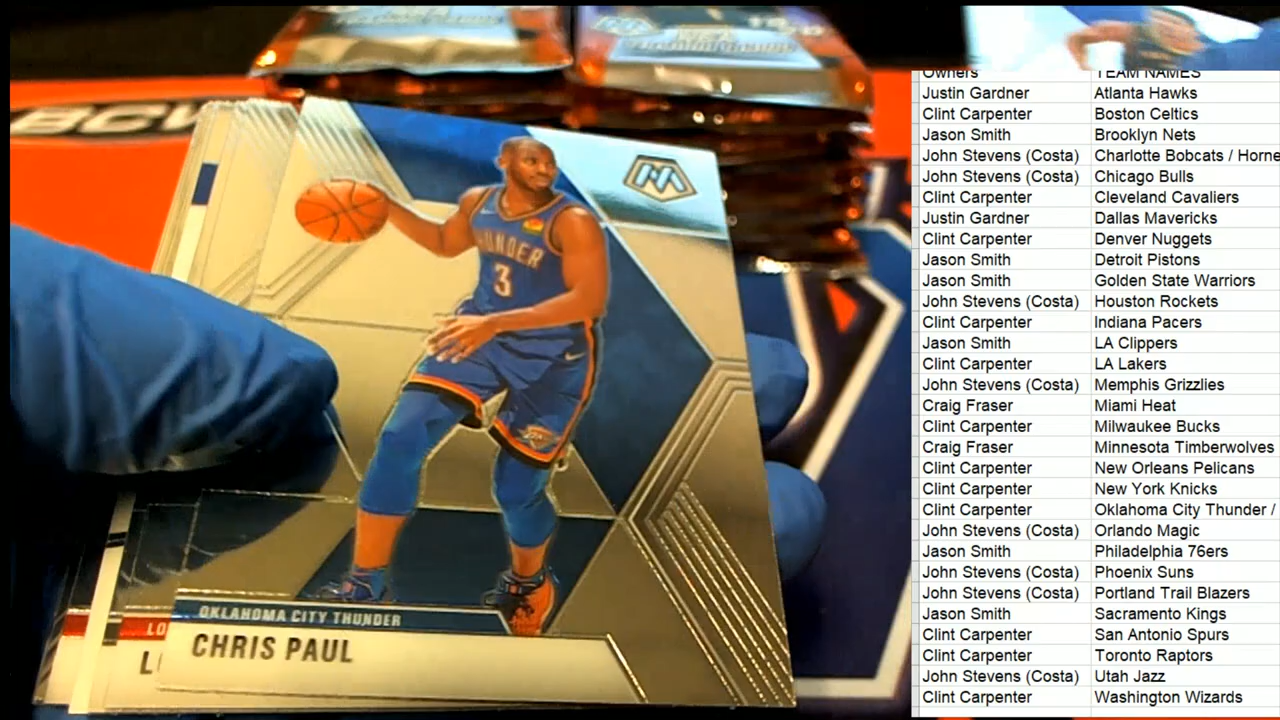 Owners TEAM NAMES
Justin Gardner Atlanta Hawks
Clint Carpenter Boston Celtics
Jason Smith Brooklyn Nets
John Stevens (Costa) Charlotte Bobcats / Horne
John Stevens (Costa) Chicago Bulls
Clint Carpenter Cleveland Cavaliers
Justin Gardner Dallas Mavericks
Clint Carpenter Denver Nuggets
Jason Smith Detroit Pistons
Jason Smith Golden State Warriors
John Stevens (Costa) Houston Rockets
Clint Carpenter Indiana Pacers
Jason Smith LA Clippers
Clint Carpenter LA Lakers
John Stevens (Costa) Memphis Grizzlies
Craig Fraser Miami Heat
Clint Carpenter Milwaukee Bucks
Craig Fraser Minnesota Timberwolves
Clint Carpenter New Orleans Pelicans
Clint Carpenter New York Knicks
Clint Carpenter Oklahoma City Thunder /
John Stevens (Costa) Orlando Magic
Jason Smith Philadelphia 76ers
John Stevens (Costa) Phoenix Suns
John Stevens (Costa) Portland Trail Blazers
Jason Smith Sacramento Kings
Clint Carpenter San Antonio Spurs
Clint Carpenter Toronto Raptors
John Stevens (Costa) Utah Jazz
Clint Carpenter Washington Wizards
BCW
M
THUNDER
3
OKLAHOMA CITY THUNDER
CHRIS PAUL
LO
L